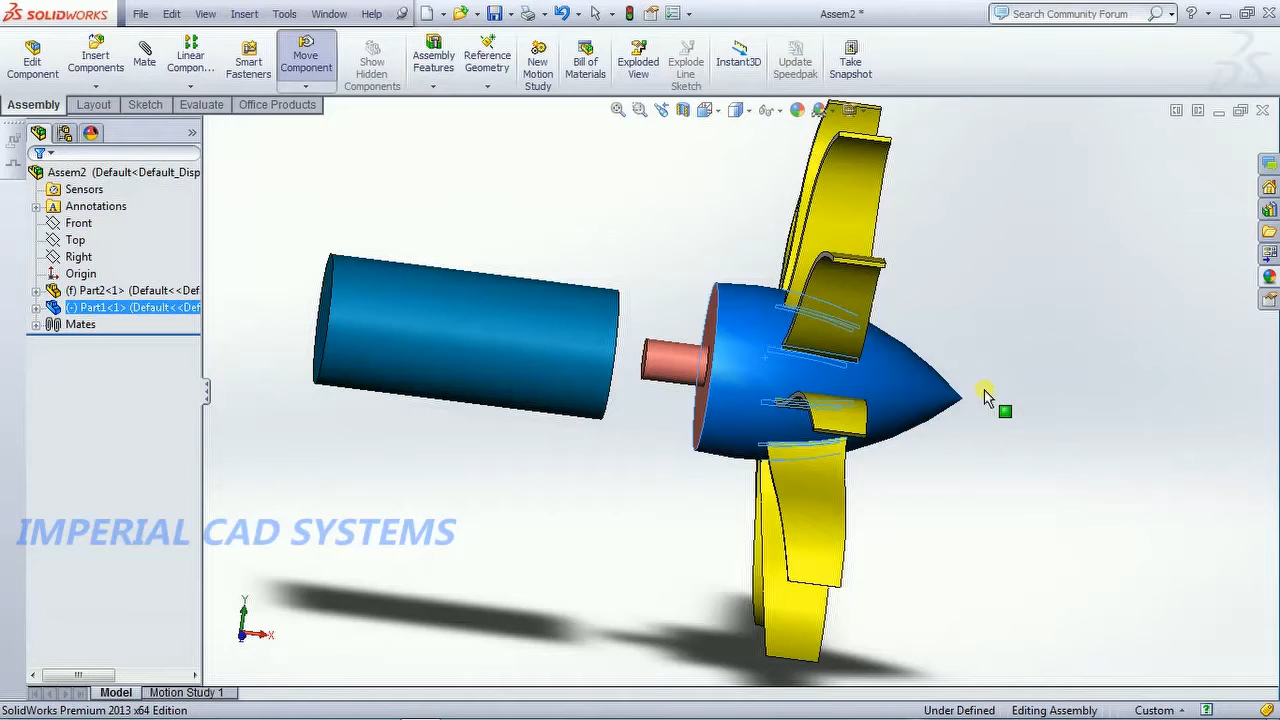 SOLIDWORKS File Edit View Insert Tools Window Help Assem2 * Search Community Forum
Edit Component
Insert Components
Mate
Linear Compon...
Smart Fasteners
Move Component
Show Hidden Components
Assembly Features
Reference Geometry
New Motion Study
Bill of Materials
Exploded View
Explode Line Sketch
Instant3D
Update Speedpak
Take Snapshot
Assembly Layout Sketch Evaluate Office Products
Assem2 (Default<Default_Disp
Sensors
Annotations
Front
Top
Right
Origin
(f) Part2<1> (Default<<Def
(-) Part1<1> (Default<<Def
Mates
IMPERIAL CAD SYSTEMS
Y
X
Z
Model Motion Study 1
SolidWorks Premium 2013 x64 Edition Under Defined Editing Assembly Custom